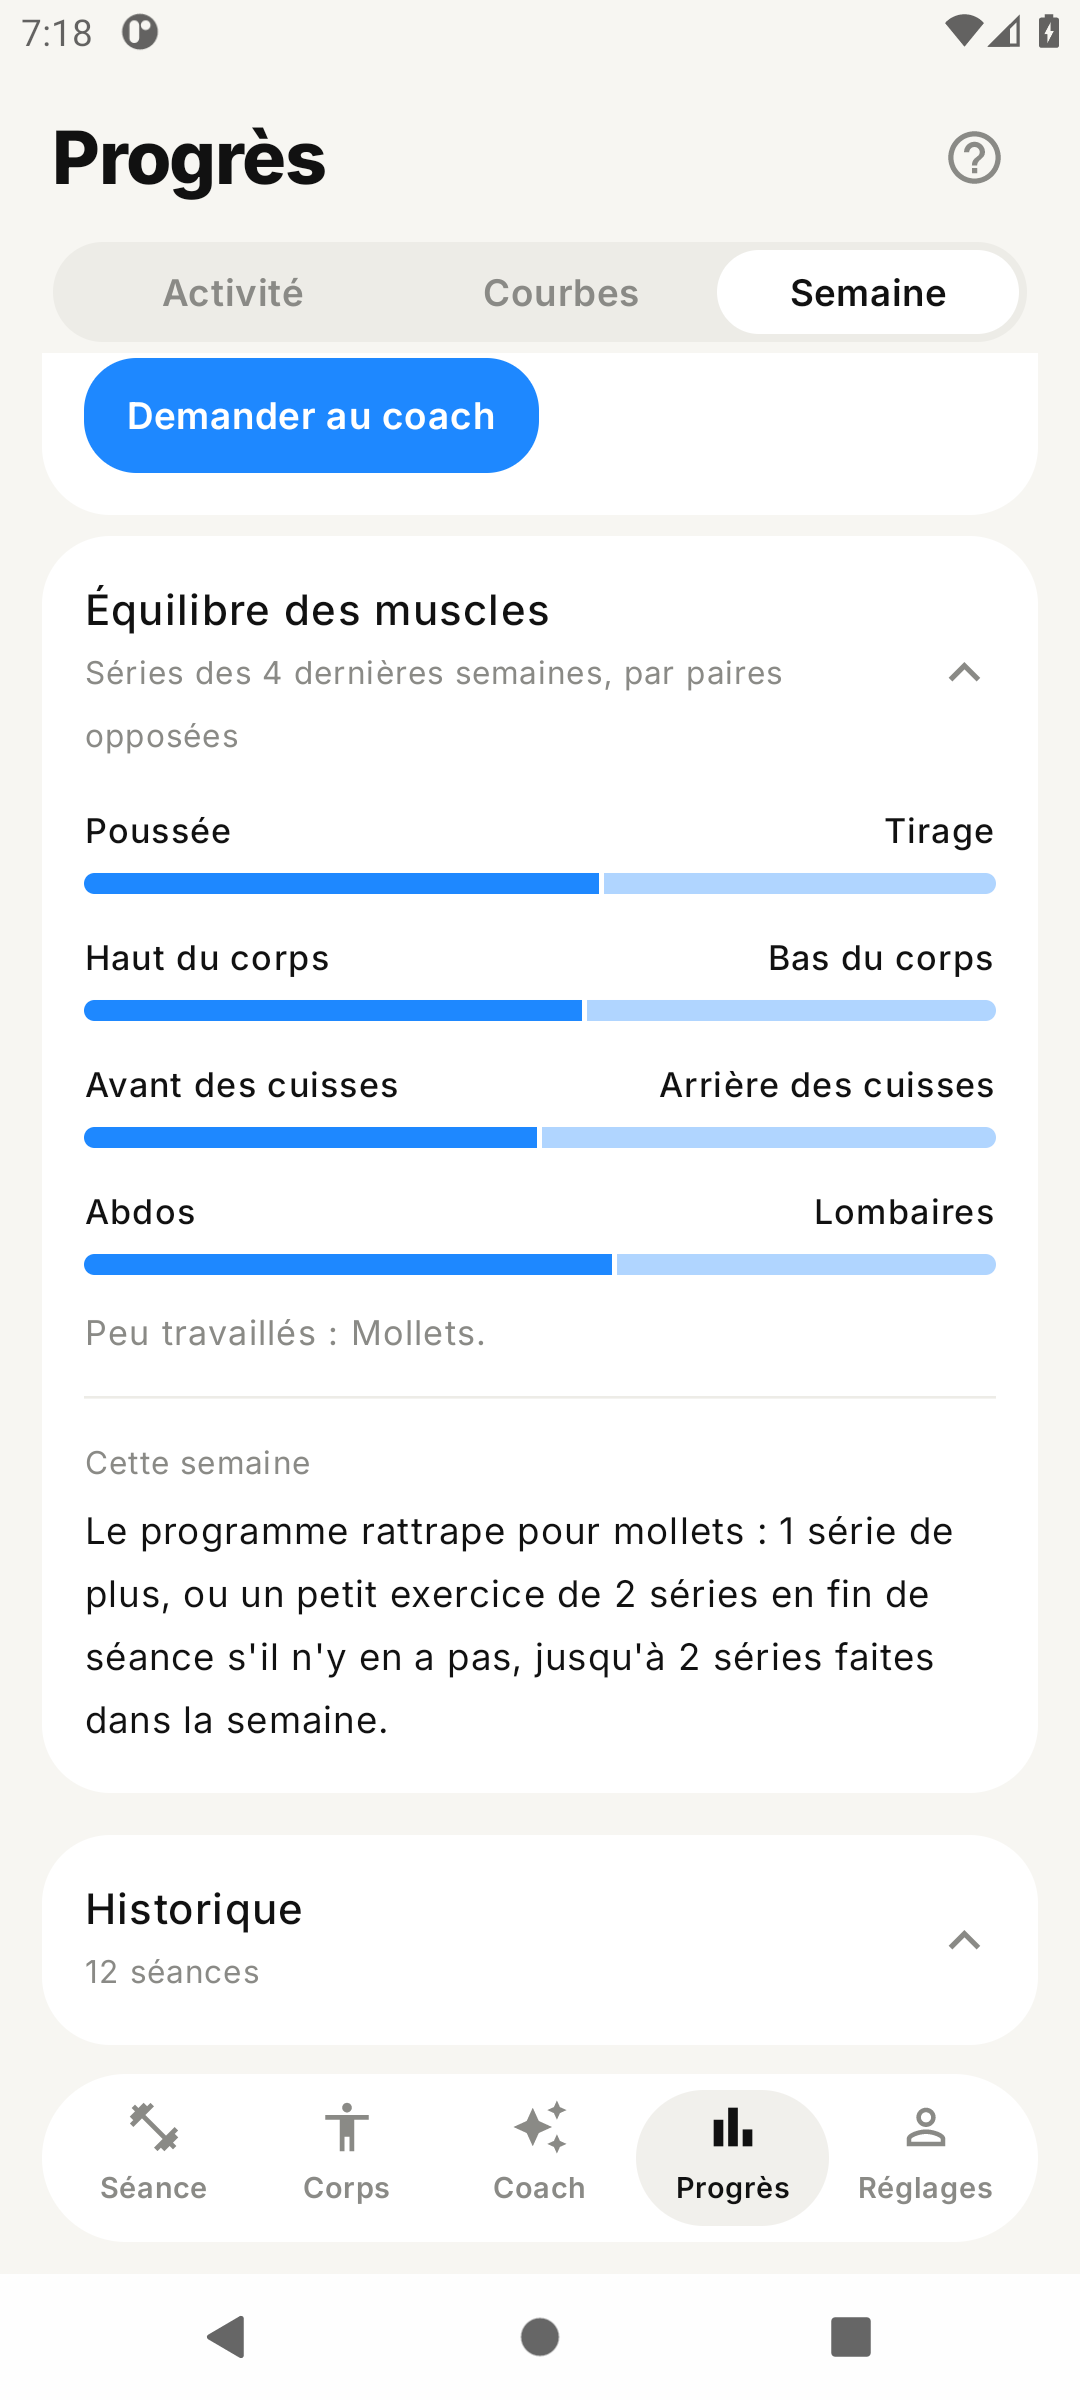 7:18
Progrès
Activité
Courbes
Semaine
Demander au coach
Équilibre des muscles
Séries des 4 dernières semaines, par paires
opposées
Poussée
Tirage
Haut du corps
Bas du corps
Avant des cuisses
Arrière des cuisses
Abdos
Lombaires
Peu travaillés : Mollets.
Cette semaine
Le programme rattrape pour mollets : 1 série de
plus, ou un petit exercice de 2 séries en fin de
séance s'il n'y en a pas, jusqu'à 2 séries faites
dans la semaine.
Historique
12 séances
Séance
Corps
Coach
Progrès
Réglages